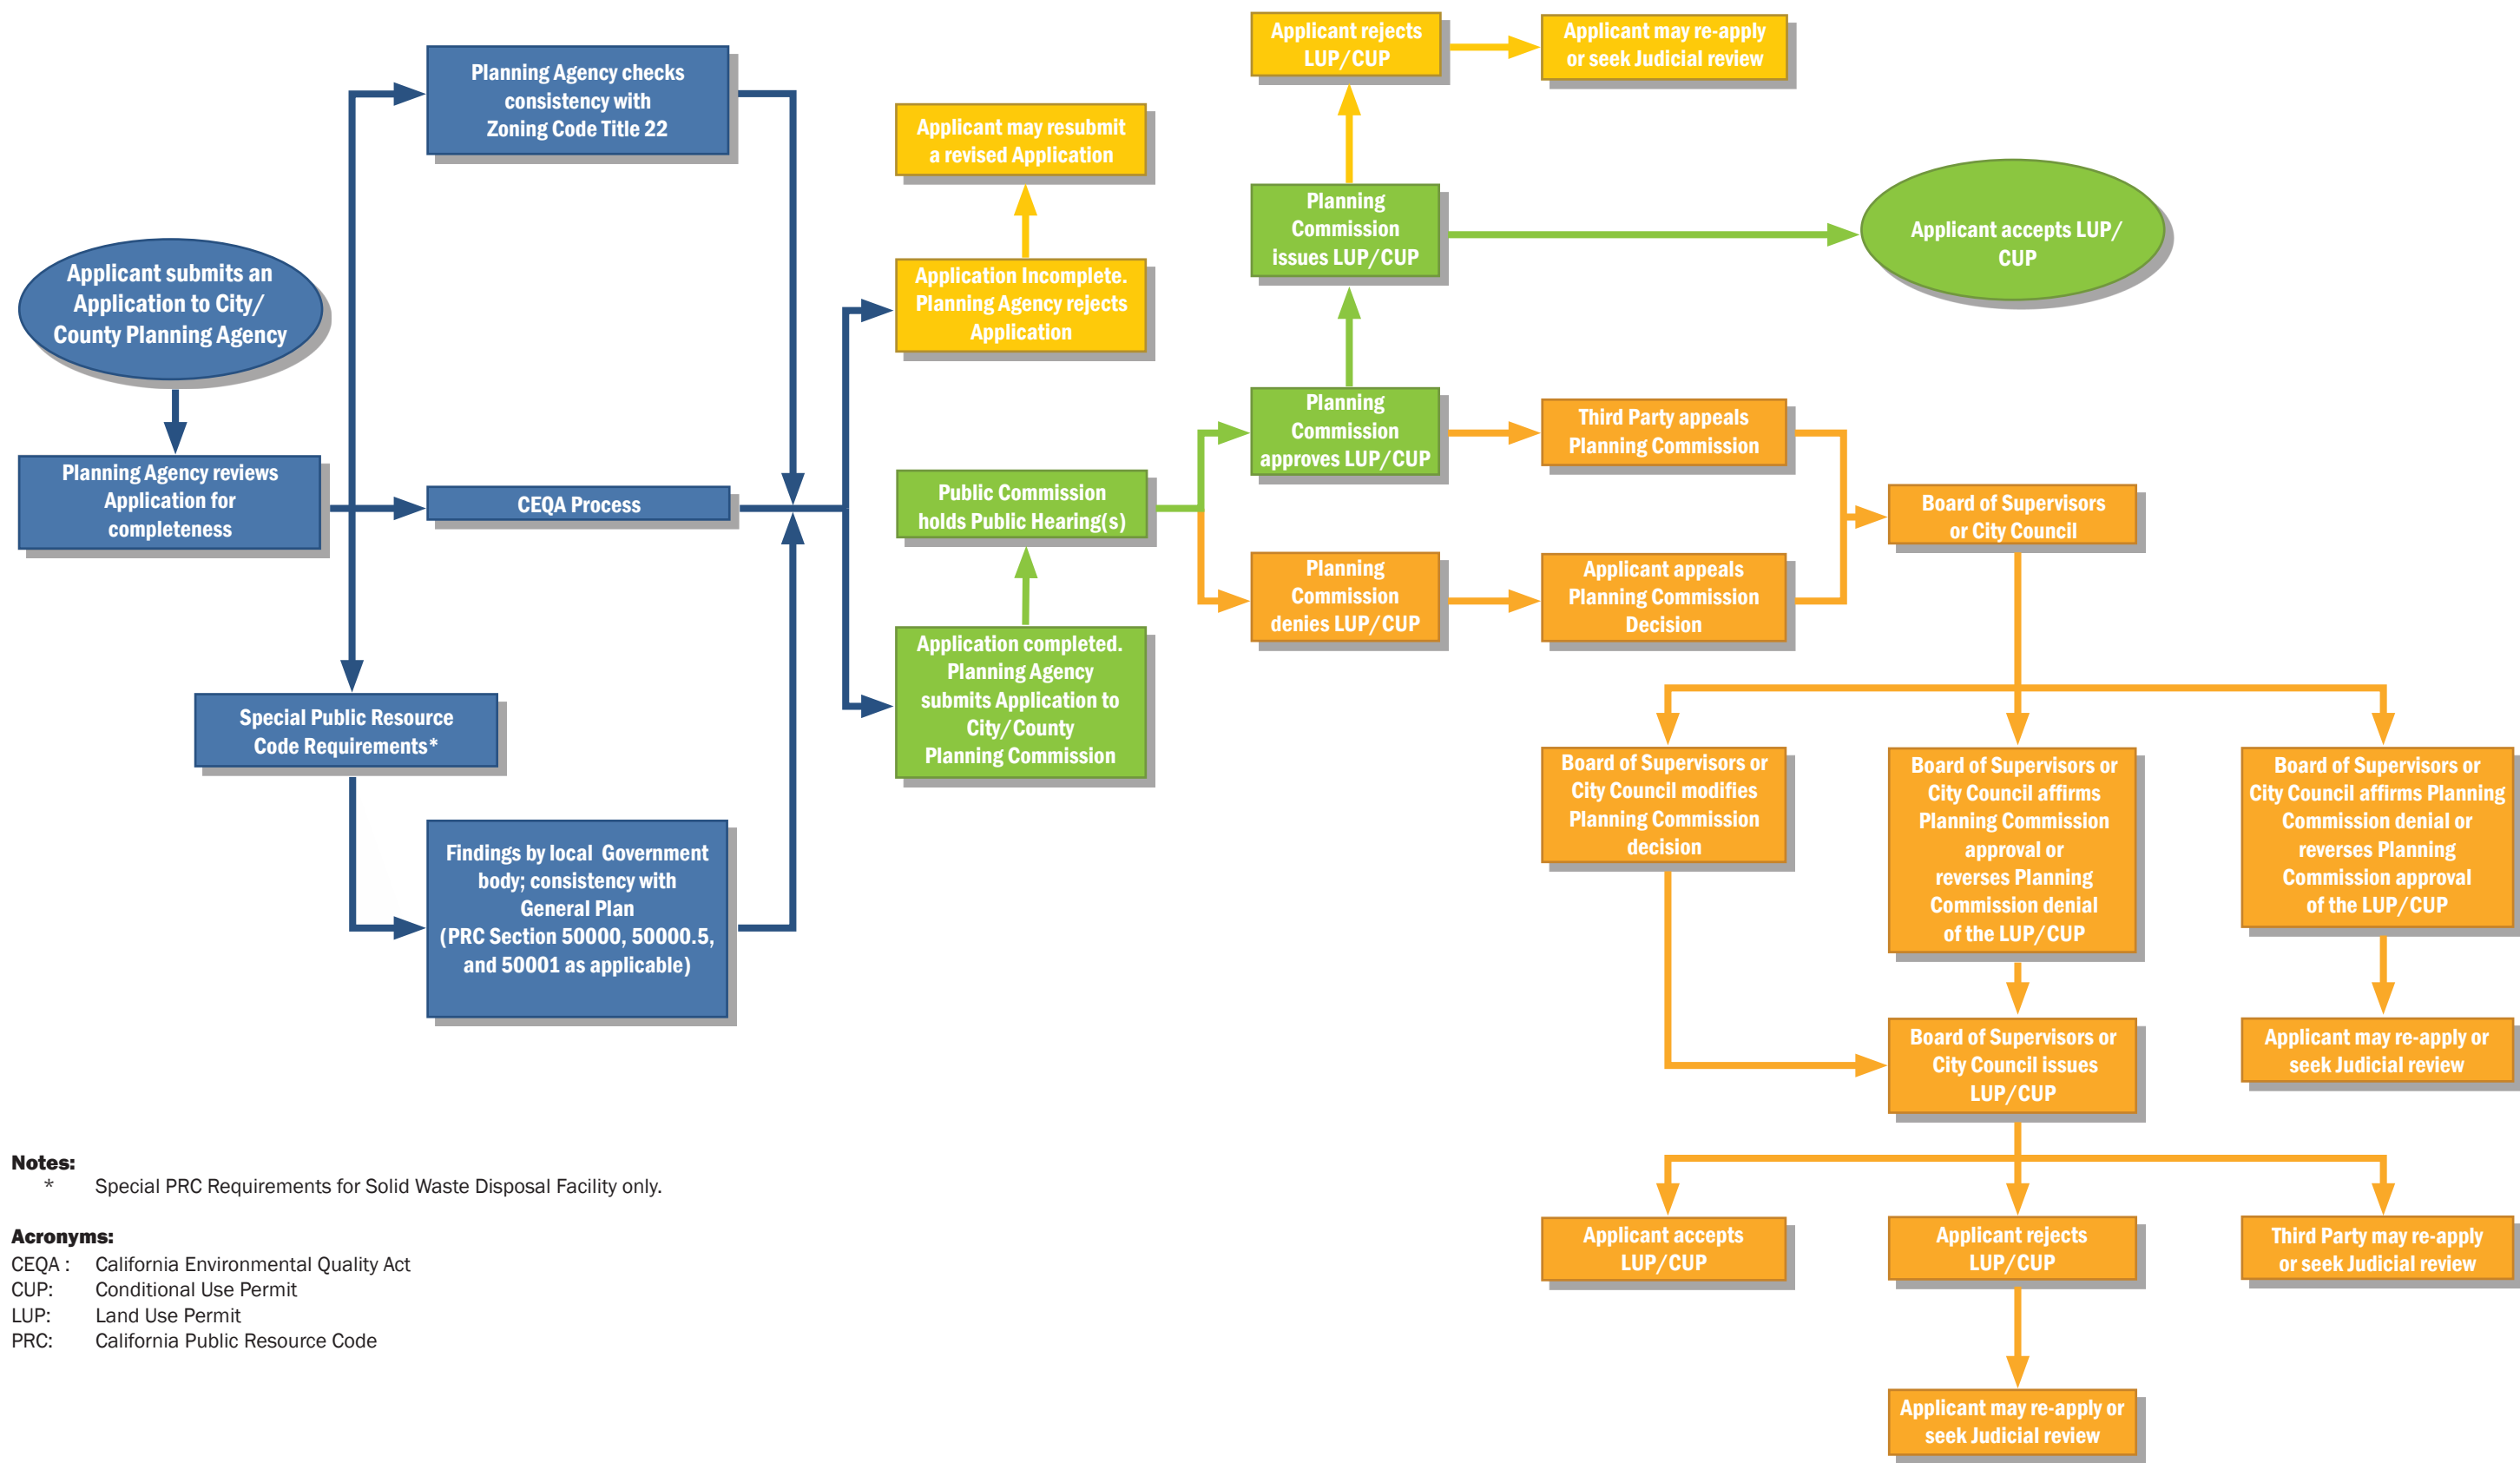 Applicant submits an
Application to City/
County Planning Agency
Planning Agency reviews
Application for
completeness
Planning Agency checks
consistency with
Zoning Code Title 22
CEQA Process
Special Public Resource
Code Requirements*
Findings by local  Government
body; consistency with
General Plan
(PRC Section 50000, 50000.5,
and 50001 as applicable)
Applicant may resubmit
a revised Application
Application Incomplete.
Planning Agency rejects
Application
Public Commission
holds Public Hearing(s)
Application completed.
Planning Agency
submits Application to
City/County
Planning Commission
Applicant rejects
LUP/CUP
Applicant may re-apply
or seek Judicial review
Planning
Commission
issues LUP/CUP
Applicant accepts LUP/
CUP
Planning
Commission
approves LUP/CUP
Third Party appeals
Planning Commission
Planning
Commission
denies LUP/CUP
Applicant appeals
Planning Commission
Decision
Board of Supervisors
or City Council
Board of Supervisors or
City Council modifies
Planning Commission
decision
Board of Supervisors or
City Council affirms
Planning Commission
approval or
reverses Planning
Commission denial
of the LUP/CUP
Board of Supervisors or
City Council affirms Planning
Commission denial or
reverses Planning
Commission approval
of the LUP/CUP
Board of Supervisors or
City Council issues
LUP/CUP
Applicant may re-apply or
seek Judicial review
Applicant accepts
LUP/CUP
Applicant rejects
LUP/CUP
Third Party may re-apply
or seek Judicial review
Applicant may re-apply or
seek Judicial review
Notes:
* Special PRC Requirements for Solid Waste Disposal Facility only.
Acronyms:
CEQA : California Environmental Quality Act
CUP: Conditional Use Permit
LUP: Land Use Permit
PRC: California Public Resource Code